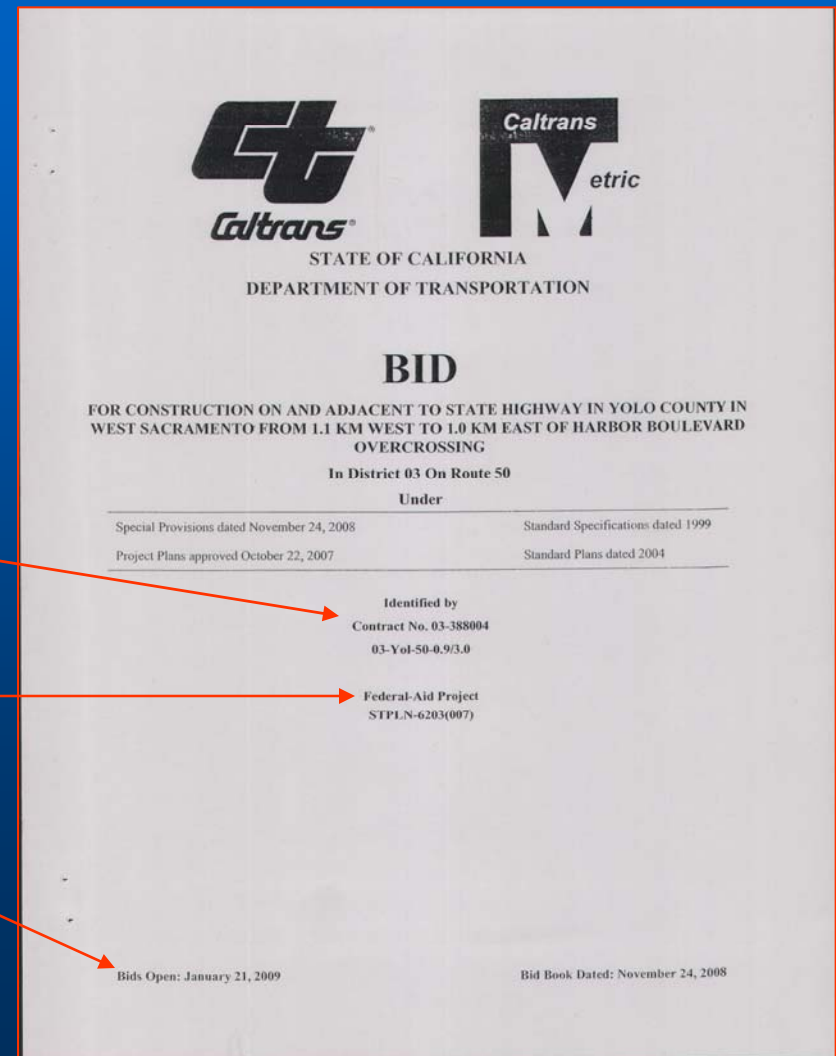 Caltrans®
Caltrans
Metric
STATE OF CALIFORNIA
DEPARTMENT OF TRANSPORTATION
BID
FOR CONSTRUCTION ON AND ADJACENT TO STATE HIGHWAY IN YOLO COUNTY IN
WEST SACRAMENTO FROM 1.1 KM WEST TO 1.0 KM EAST OF HARBOR BOULEVARD
OVERCROSSING
In District 03 On Route 50
Under
Special Provisions dated November 24, 2008 Standard Specifications dated 1999
Project Plans approved October 22, 2007 Standard Plans dated 2004
Identified by
Contract No. 03-388004
03-Yol-50-0.9/3.0
Federal-Aid Project
STPLN-6203(007)
Bids Open: January 21, 2009 Bid Book Dated: November 24, 2008